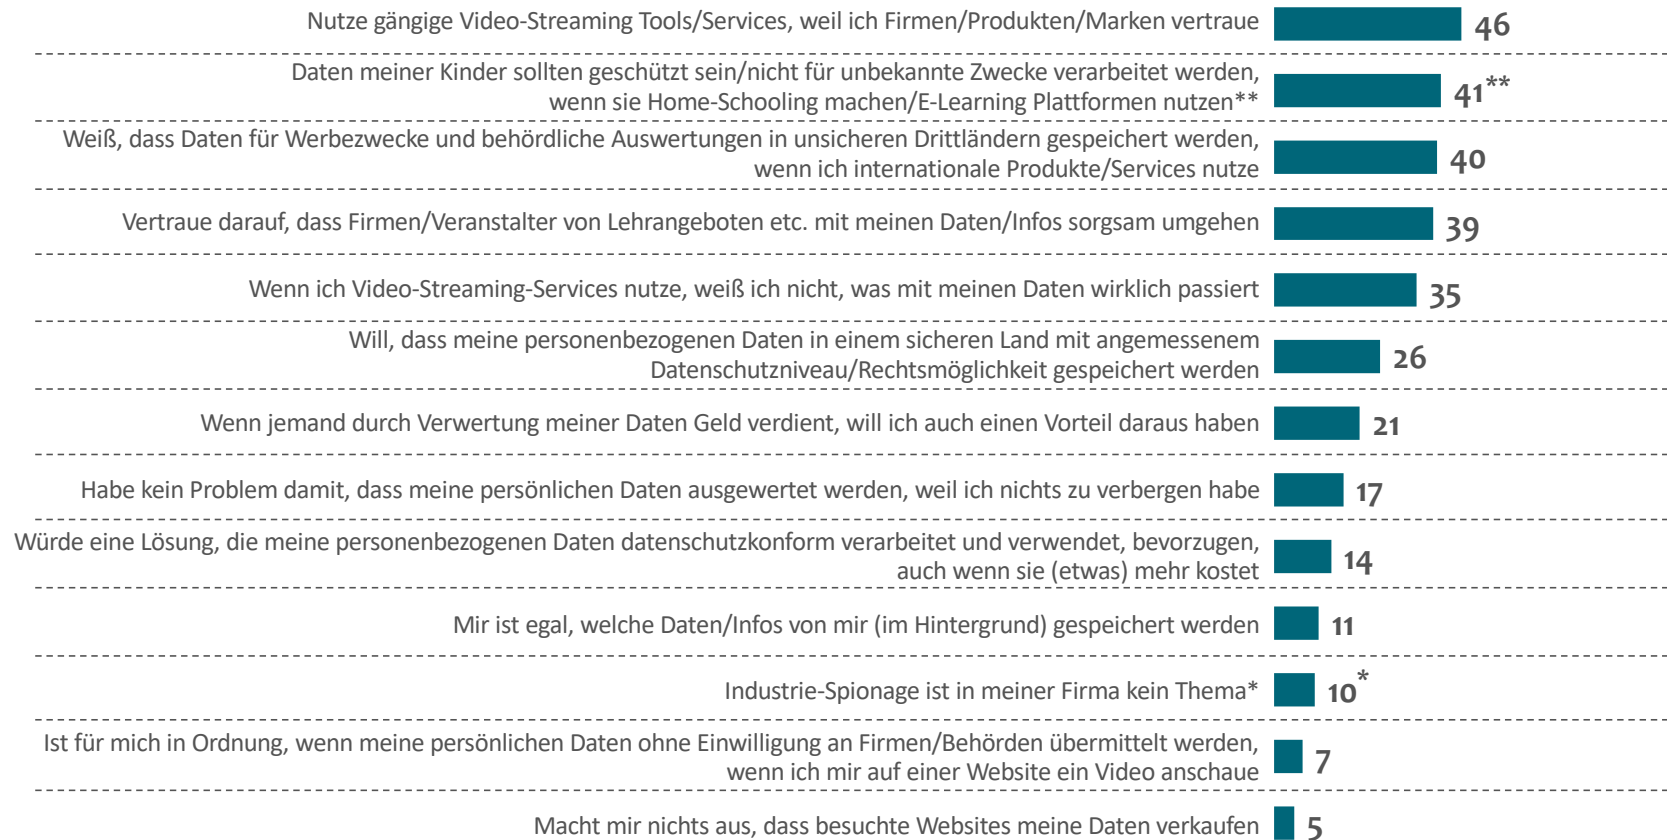 Nutze gängige Video-Streaming Tools/Services, weil ich Firmen/Produkten/Marken vertraue 46
Daten meiner Kinder sollten geschützt sein/nicht für unbekannte Zwecke verarbeitet werden,
wenn sie Home-Schooling machen/E-Learning Plattformen nutzen** 41**
Weiß, dass Daten für Werbezwecke und behördliche Auswertungen in unsicheren Drittländern gespeichert werden,
wenn ich internationale Produkte/Services nutze 40
Vertraue darauf, dass Firmen/Veranstalter von Lehrangeboten etc. mit meinen Daten/Infos sorgsam umgehen 39
Wenn ich Video-Streaming-Services nutze, weiß ich nicht, was mit meinen Daten wirklich passiert 35
Will, dass meine personenbezogenen Daten in einem sicheren Land mit angemessenem
Datenschutzniveau/Rechtsmöglichkeit gespeichert werden 26
Wenn jemand durch Verwertung meiner Daten Geld verdient, will ich auch einen Vorteil daraus haben 21
Habe kein Problem damit, dass meine persönlichen Daten ausgewertet werden, weil ich nichts zu verbergen habe 17
Würde eine Lösung, die meine personenbezogenen Daten datenschutzkonform verarbeitet und verwendet, bevorzugen,
auch wenn sie (etwas) mehr kostet 14
Mir ist egal, welche Daten/Infos von mir (im Hintergrund) gespeichert werden 11
Industrie-Spionage ist in meiner Firma kein Thema* 10*
Ist für mich in Ordnung, wenn meine persönlichen Daten ohne Einwilligung an Firmen/Behörden übermittelt werden,
wenn ich mir auf einer Website ein Video anschaue 7
Macht mir nichts aus, dass besuchte Websites meine Daten verkaufen 5